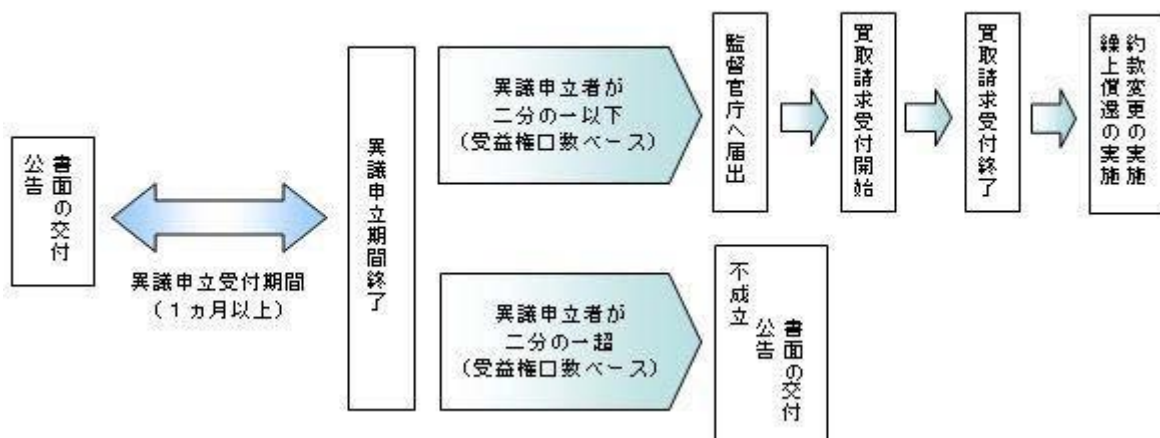 書面の交付
公告
異議申立受付期間
(1カ月以上)
異議申立期間終了
異議申立者が
二分の一以下
(受益権口数ベース)
監督官庁へ届出
買取請求受付開始
買取請求受付終了
約款変更の実施
繰上償還の実施
異議申立者が
二分の一超
(受益権口数ベース)
不成立
書面の交付
公告